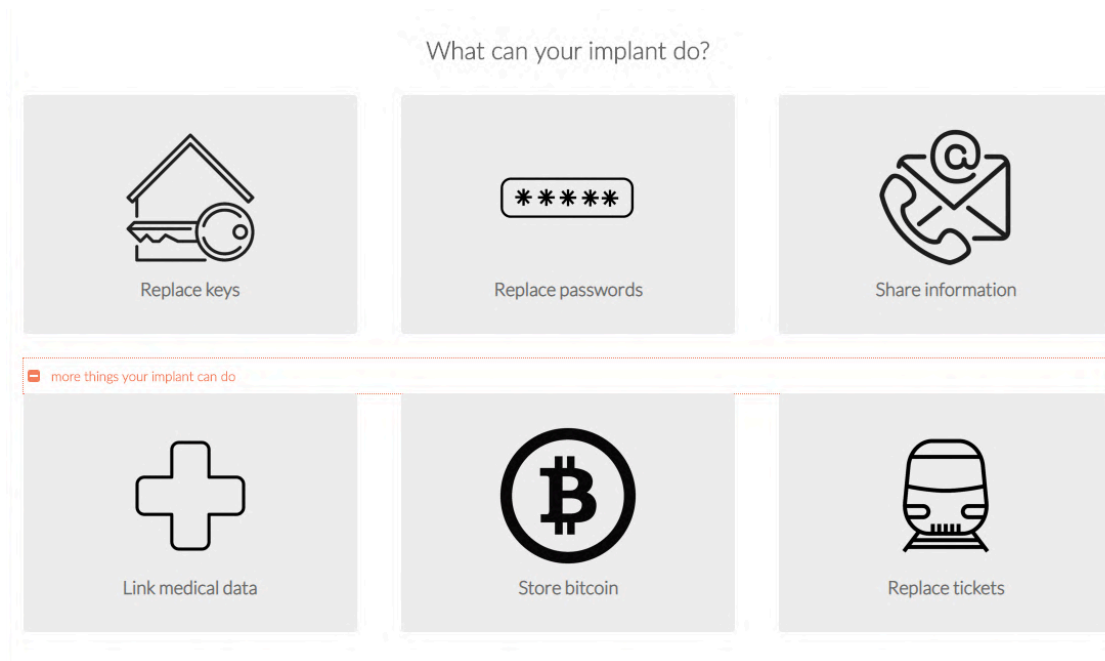 What can your implant do?
Replace keys
*****
Replace passwords
@
Share information
more things your implant can do
Link medical data
₿
Store bitcoin
Replace tickets